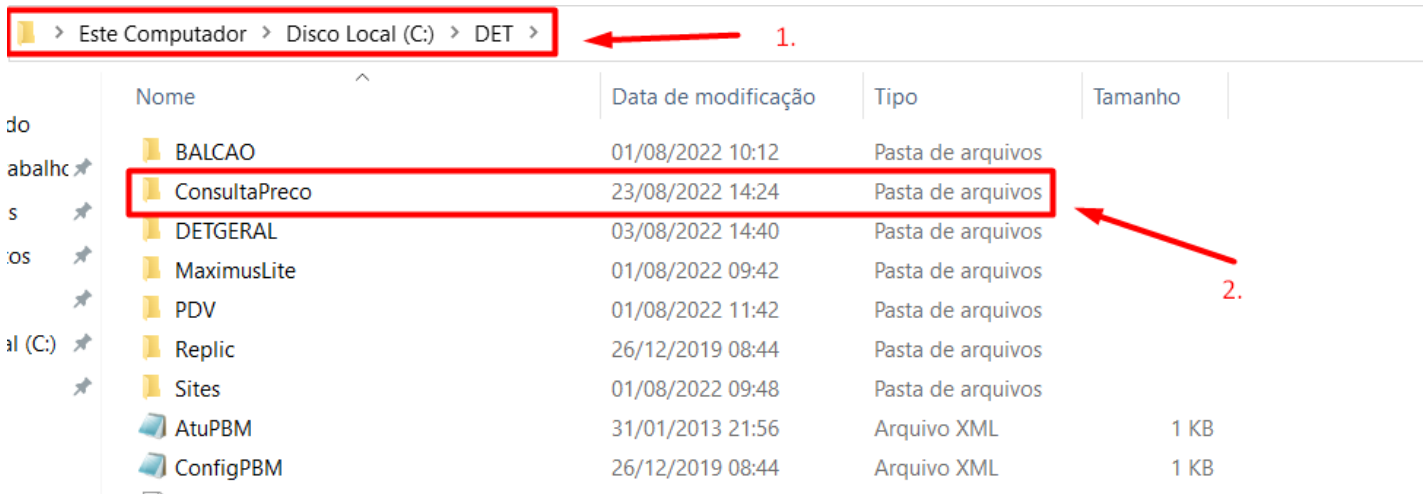 Este Computador > Disco Local (C:) > DET >
1.
Nome Data de modificação Tipo Tamanho
do
BALCAO 01/08/2022 10:12 Pasta de arquivos
abalho
ConsultaPreco 23/08/2022 14:24 Pasta de arquivos
s
DETGERAL 03/08/2022 14:40 Pasta de arquivos
tos
MaximusLite 01/08/2022 09:42 Pasta de arquivos
2.
PDV 01/08/2022 11:42 Pasta de arquivos
al (C:)
Replic 26/12/2019 08:44 Pasta de arquivos
Sites 01/08/2022 09:48 Pasta de arquivos
AtuPBM 31/01/2013 21:56 Arquivo XML 1 KB
ConfigPBM 26/12/2019 08:44 Arquivo XML 1 KB